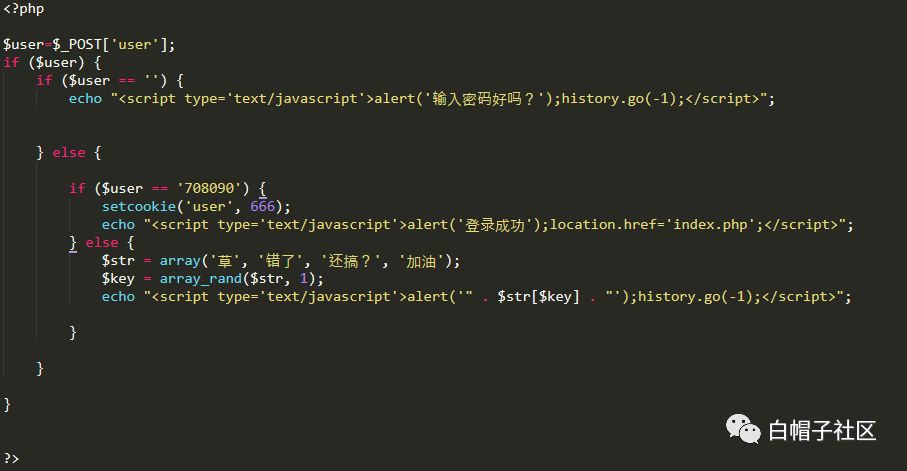 <?php
$user=$_POST['user'];
if ($user) {
if ($user == '') {
echo "<script type='text/javascript'>alert('输入密码好吗？');history.go(-1);</script>";
} else {
if ($user == '708090') {
setcookie('user', 666);
echo "<script type='text/javascript'>alert('登录成功');location.href='index.php';</script>";
} else {
$str = array('草', '错了', '还搞？', '加油');
$key = array_rand($str, 1);
echo "<script type='text/javascript'>alert('" . $str[$key] . "');history.go(-1);</script>";
}
}
}
?>
白帽子社区